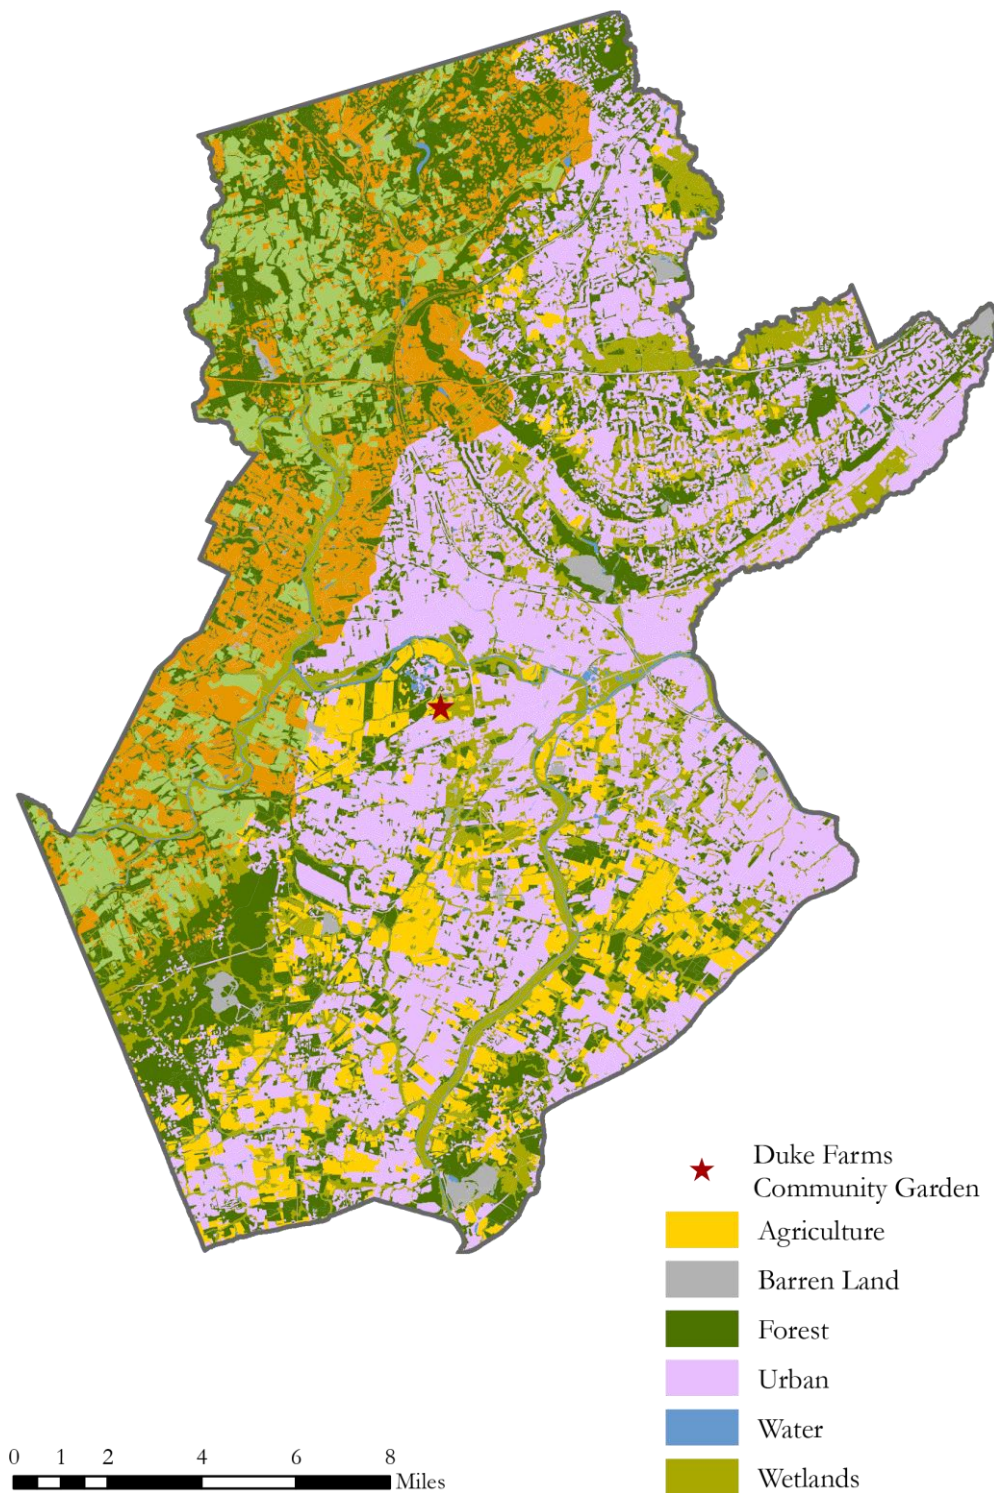 Duke Farms
Community Garden
Agriculture
Barren Land
Forest
Urban
Water
Wetlands
0 1 2 4 6 8
Miles